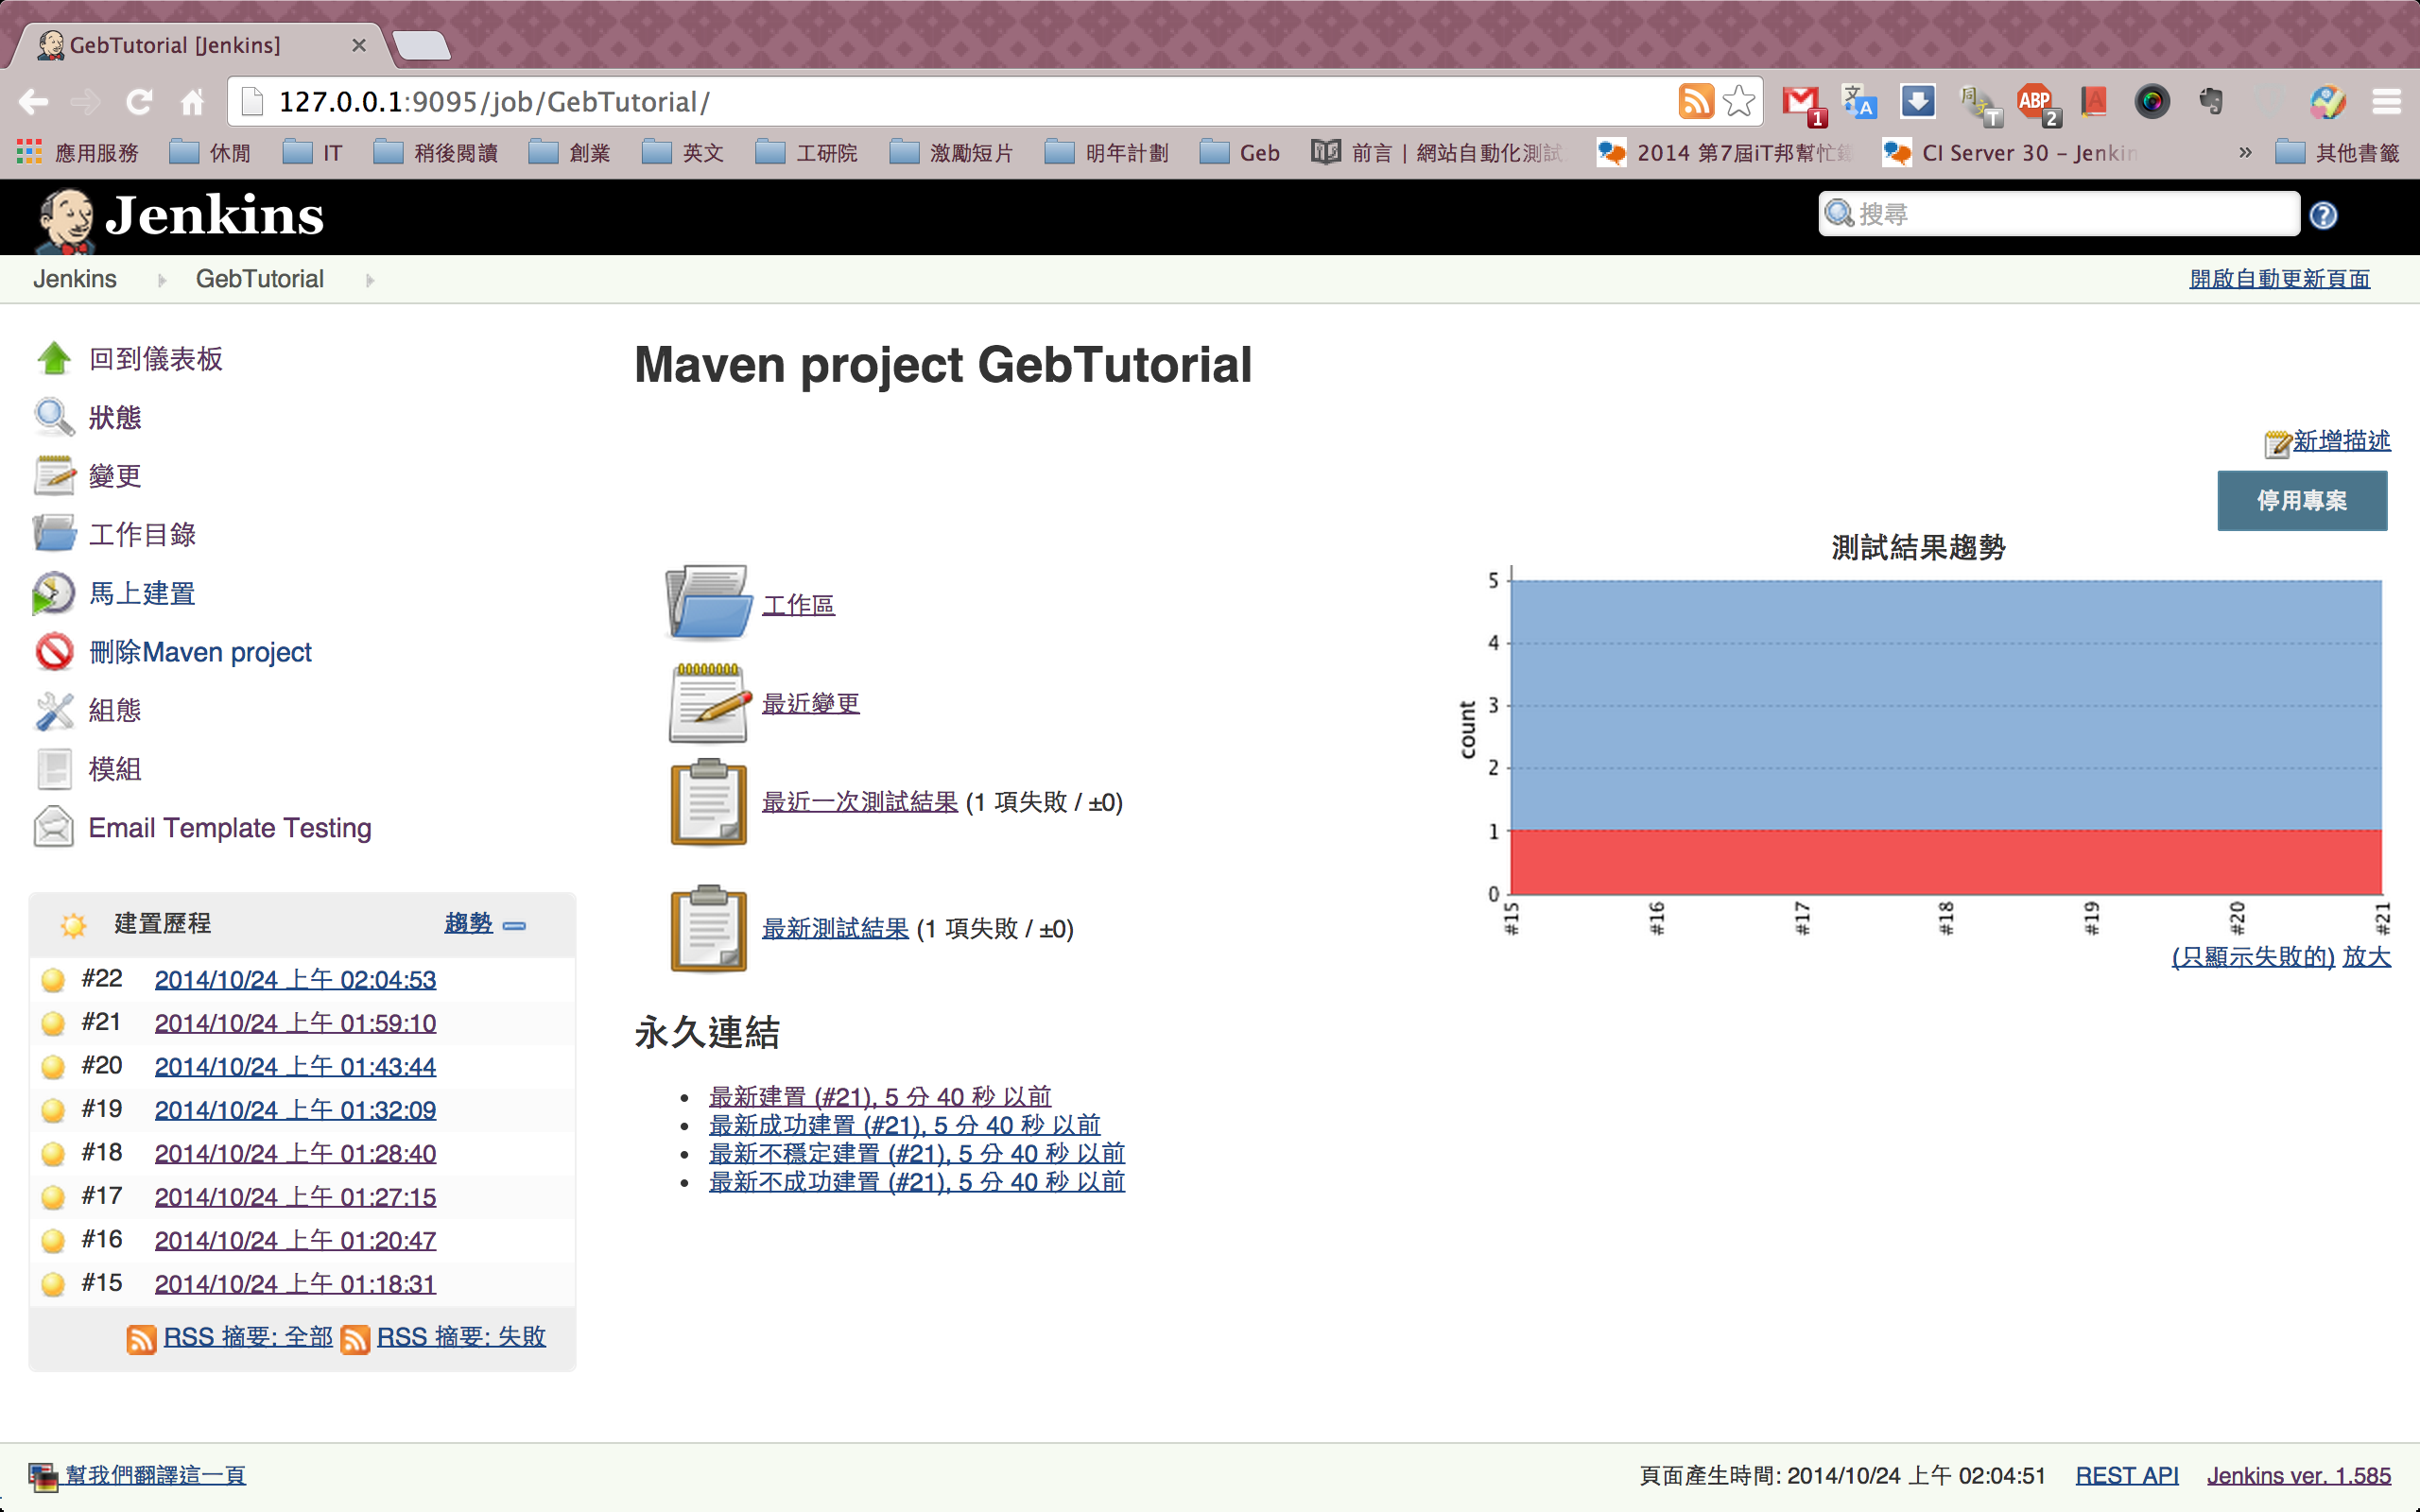 GebTutorial [Jenkins]
127.0.0.1:9095/job/GebTutorial/
1
T
ABP
2
應用服務
休閒
IT
稍後閱讀
創業
英文
工研院
激勵短片
明年計劃
Geb
前言 | 網站自動化測試
2014 第7屆iT邦幫忙
CI Server 30 – Jenkin
»
其他書籤
Jenkins
搜尋
?
Jenkins
GebTutorial
開啟自動更新頁面
回到儀表板
狀態
變更
工作目錄
馬上建置
刪除Maven project
組態
模組
Email Template Testing
建置歷程
趨勢
#22 2014/10/24 上午 02:04:53
#21 2014/10/24 上午 01:59:10
#20 2014/10/24 上午 01:43:44
#19 2014/10/24 上午 01:32:09
#18 2014/10/24 上午 01:28:40
#17 2014/10/24 上午 01:27:15
#16 2014/10/24 上午 01:20:47
#15 2014/10/24 上午 01:18:31
RSS 摘要: 全部 RSS 摘要: 失敗
Maven project GebTutorial
新增描述
停用專案
工作區
最近變更
最近一次測試結果 (1 項失敗 / ±0)
最新測試結果 (1 項失敗 / ±0)
測試結果趨勢
5
4
3
2
1
0
count
#15
#16
#17
#18
#19
#20
#21
(只顯示失敗的) 放大
永久連結
• 最新建置 (#21), 5 分 40 秒 以前
• 最新成功建置 (#21), 5 分 40 秒 以前
• 最新不穩定建置 (#21), 5 分 40 秒 以前
• 最新不成功建置 (#21), 5 分 40 秒 以前
幫我們翻譯這一頁
頁面產生時間: 2014/10/24 上午 02:04:51 REST API Jenkins ver. 1.585